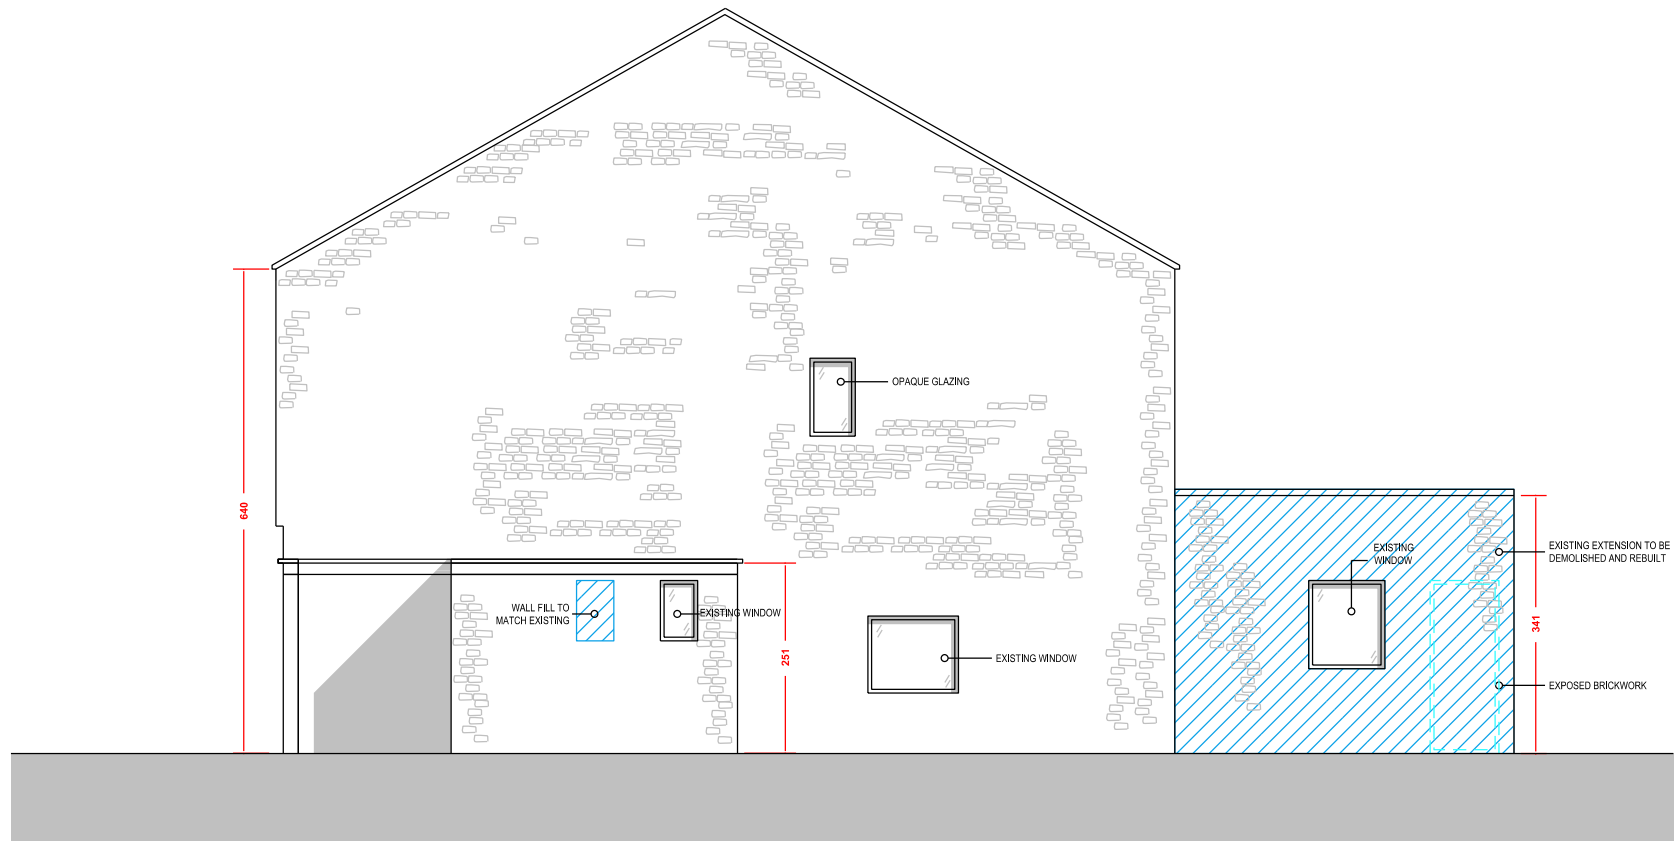 OPAQUE GLAZING
640
EXISTING
WINDOW
EXISTING EXTENSION TO BE
DEMOLISHED AND REBUILT
WALL FILL TO
MATCH EXISTING
EXISTING WINDOW
341
251
EXISTING WINDOW
EXPOSED BRICKWORK